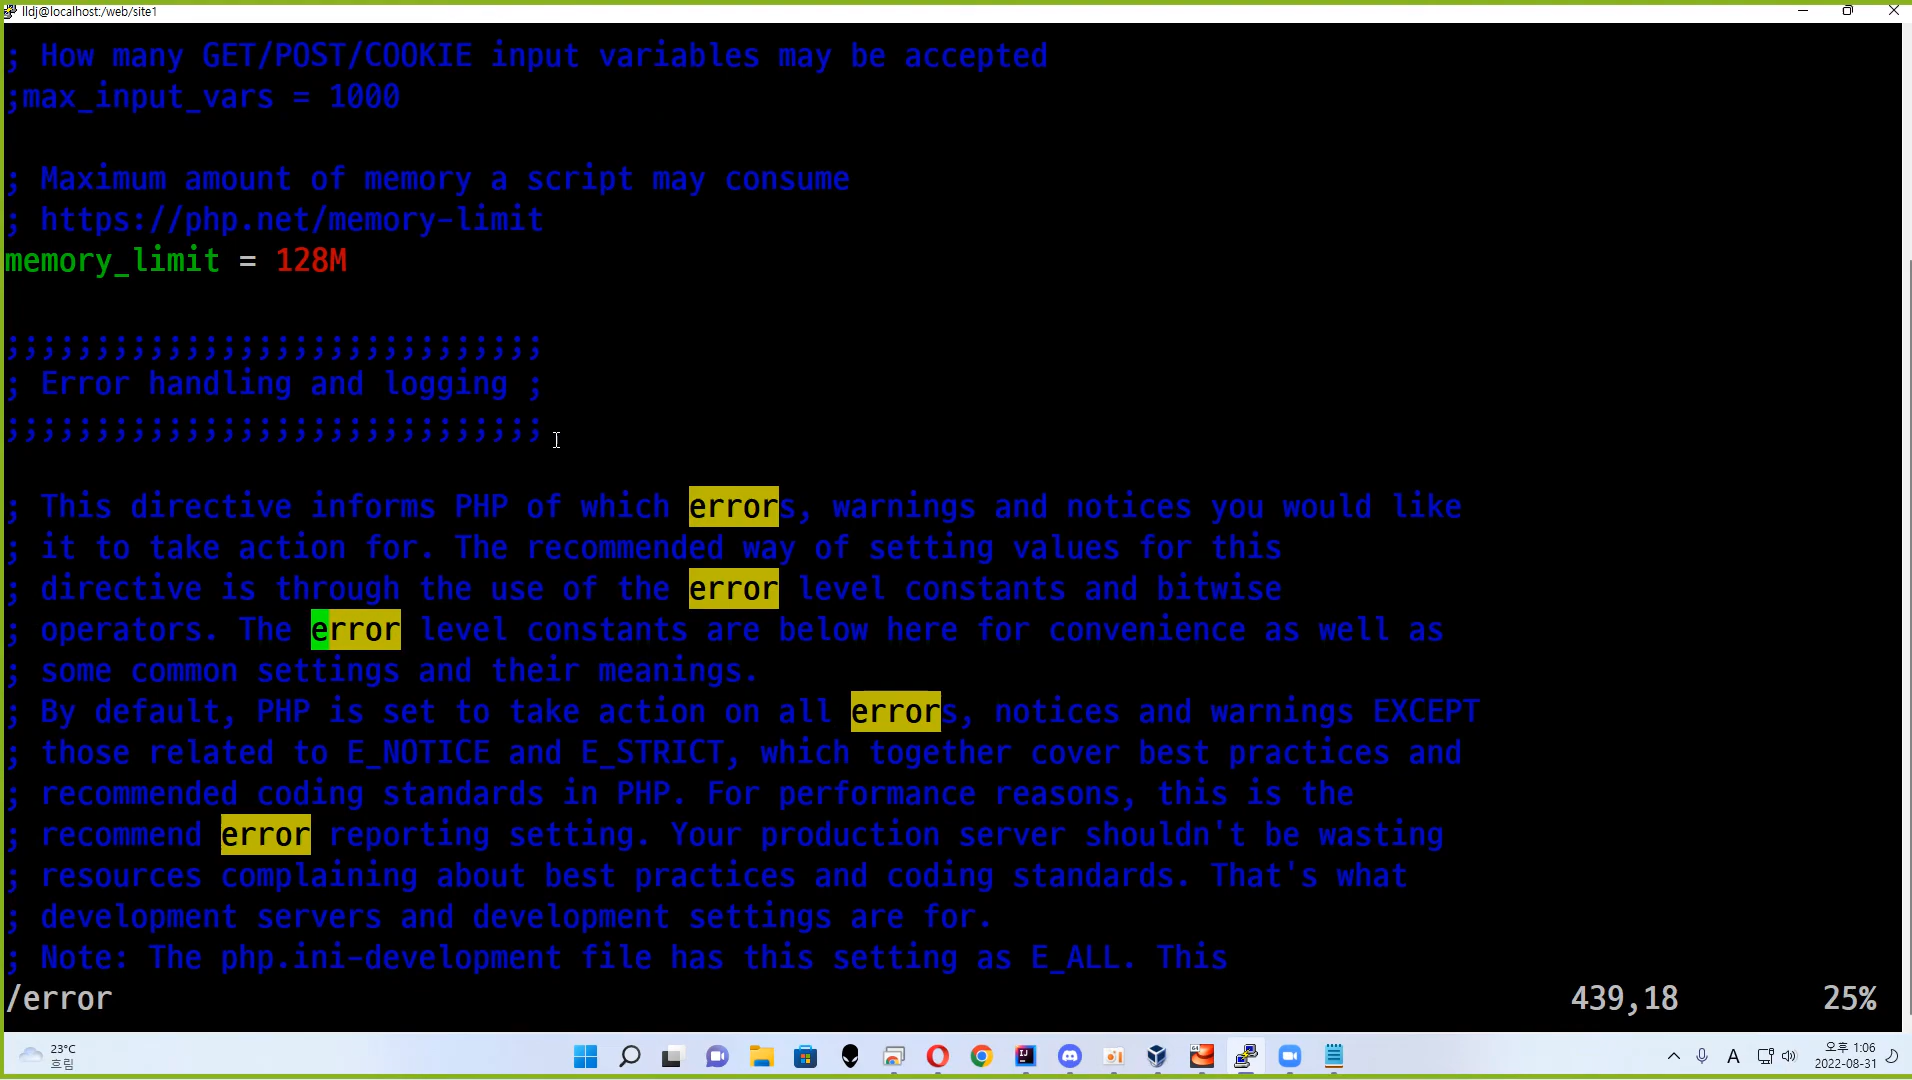 lldj@localhost:/web/site1
; How many GET/POST/COOKIE input variables may be accepted
;max_input_vars = 1000
; Maximum amount of memory a script may consume
; https://php.net/memory-limit
memory_limit = 128M
;;;;;;;;;;;;;;;;;;;;;;;;;;;;;;
; Error handling and logging ;
;;;;;;;;;;;;;;;;;;;;;;;;;;;;;;
; This directive informs PHP of which errors, warnings and notices you would like
; it to take action for. The recommended way of setting values for this
; directive is through the use of the error level constants and bitwise
; operators. The error level constants are below here for convenience as well as
; some common settings and their meanings.
; By default, PHP is set to take action on all errors, notices and warnings EXCEPT
; those related to E_NOTICE and E_STRICT, which together cover best practices and
; recommended coding standards in PHP. For performance reasons, this is the
; recommend error reporting setting. Your production server shouldn't be wasting
; resources complaining about best practices and coding standards. That's what
; development servers and development settings are for.
; Note: The php.ini-development file has this setting as E_ALL. This
/error 439,18 25%
23°C
흐림
A
오후 1:06
2022-08-31